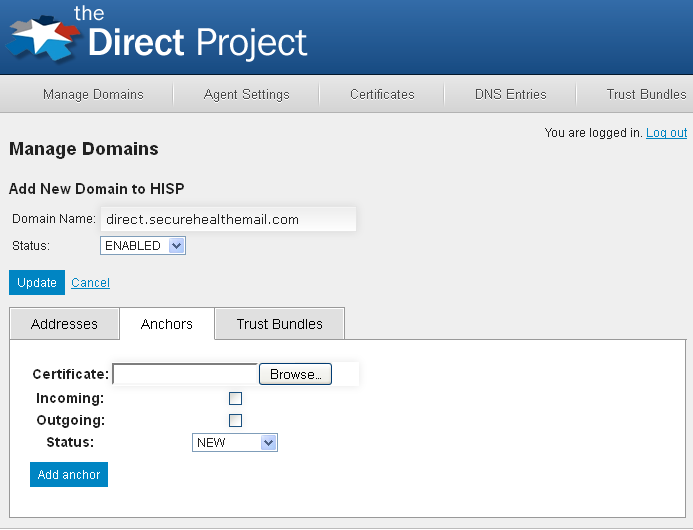 the
Direct Project
Manage Domains Agent Settings Certificates DNS Entries Trust Bundles
You are logged in. Log out
Manage Domains
Add New Domain to HISP
Domain Name: direct.securehealthemail.com
Status: ENABLED
Update Cancel
Addresses Anchors Trust Bundles
Certificate: Browse...
Incoming:
Outgoing:
Status: NEW
Add anchor